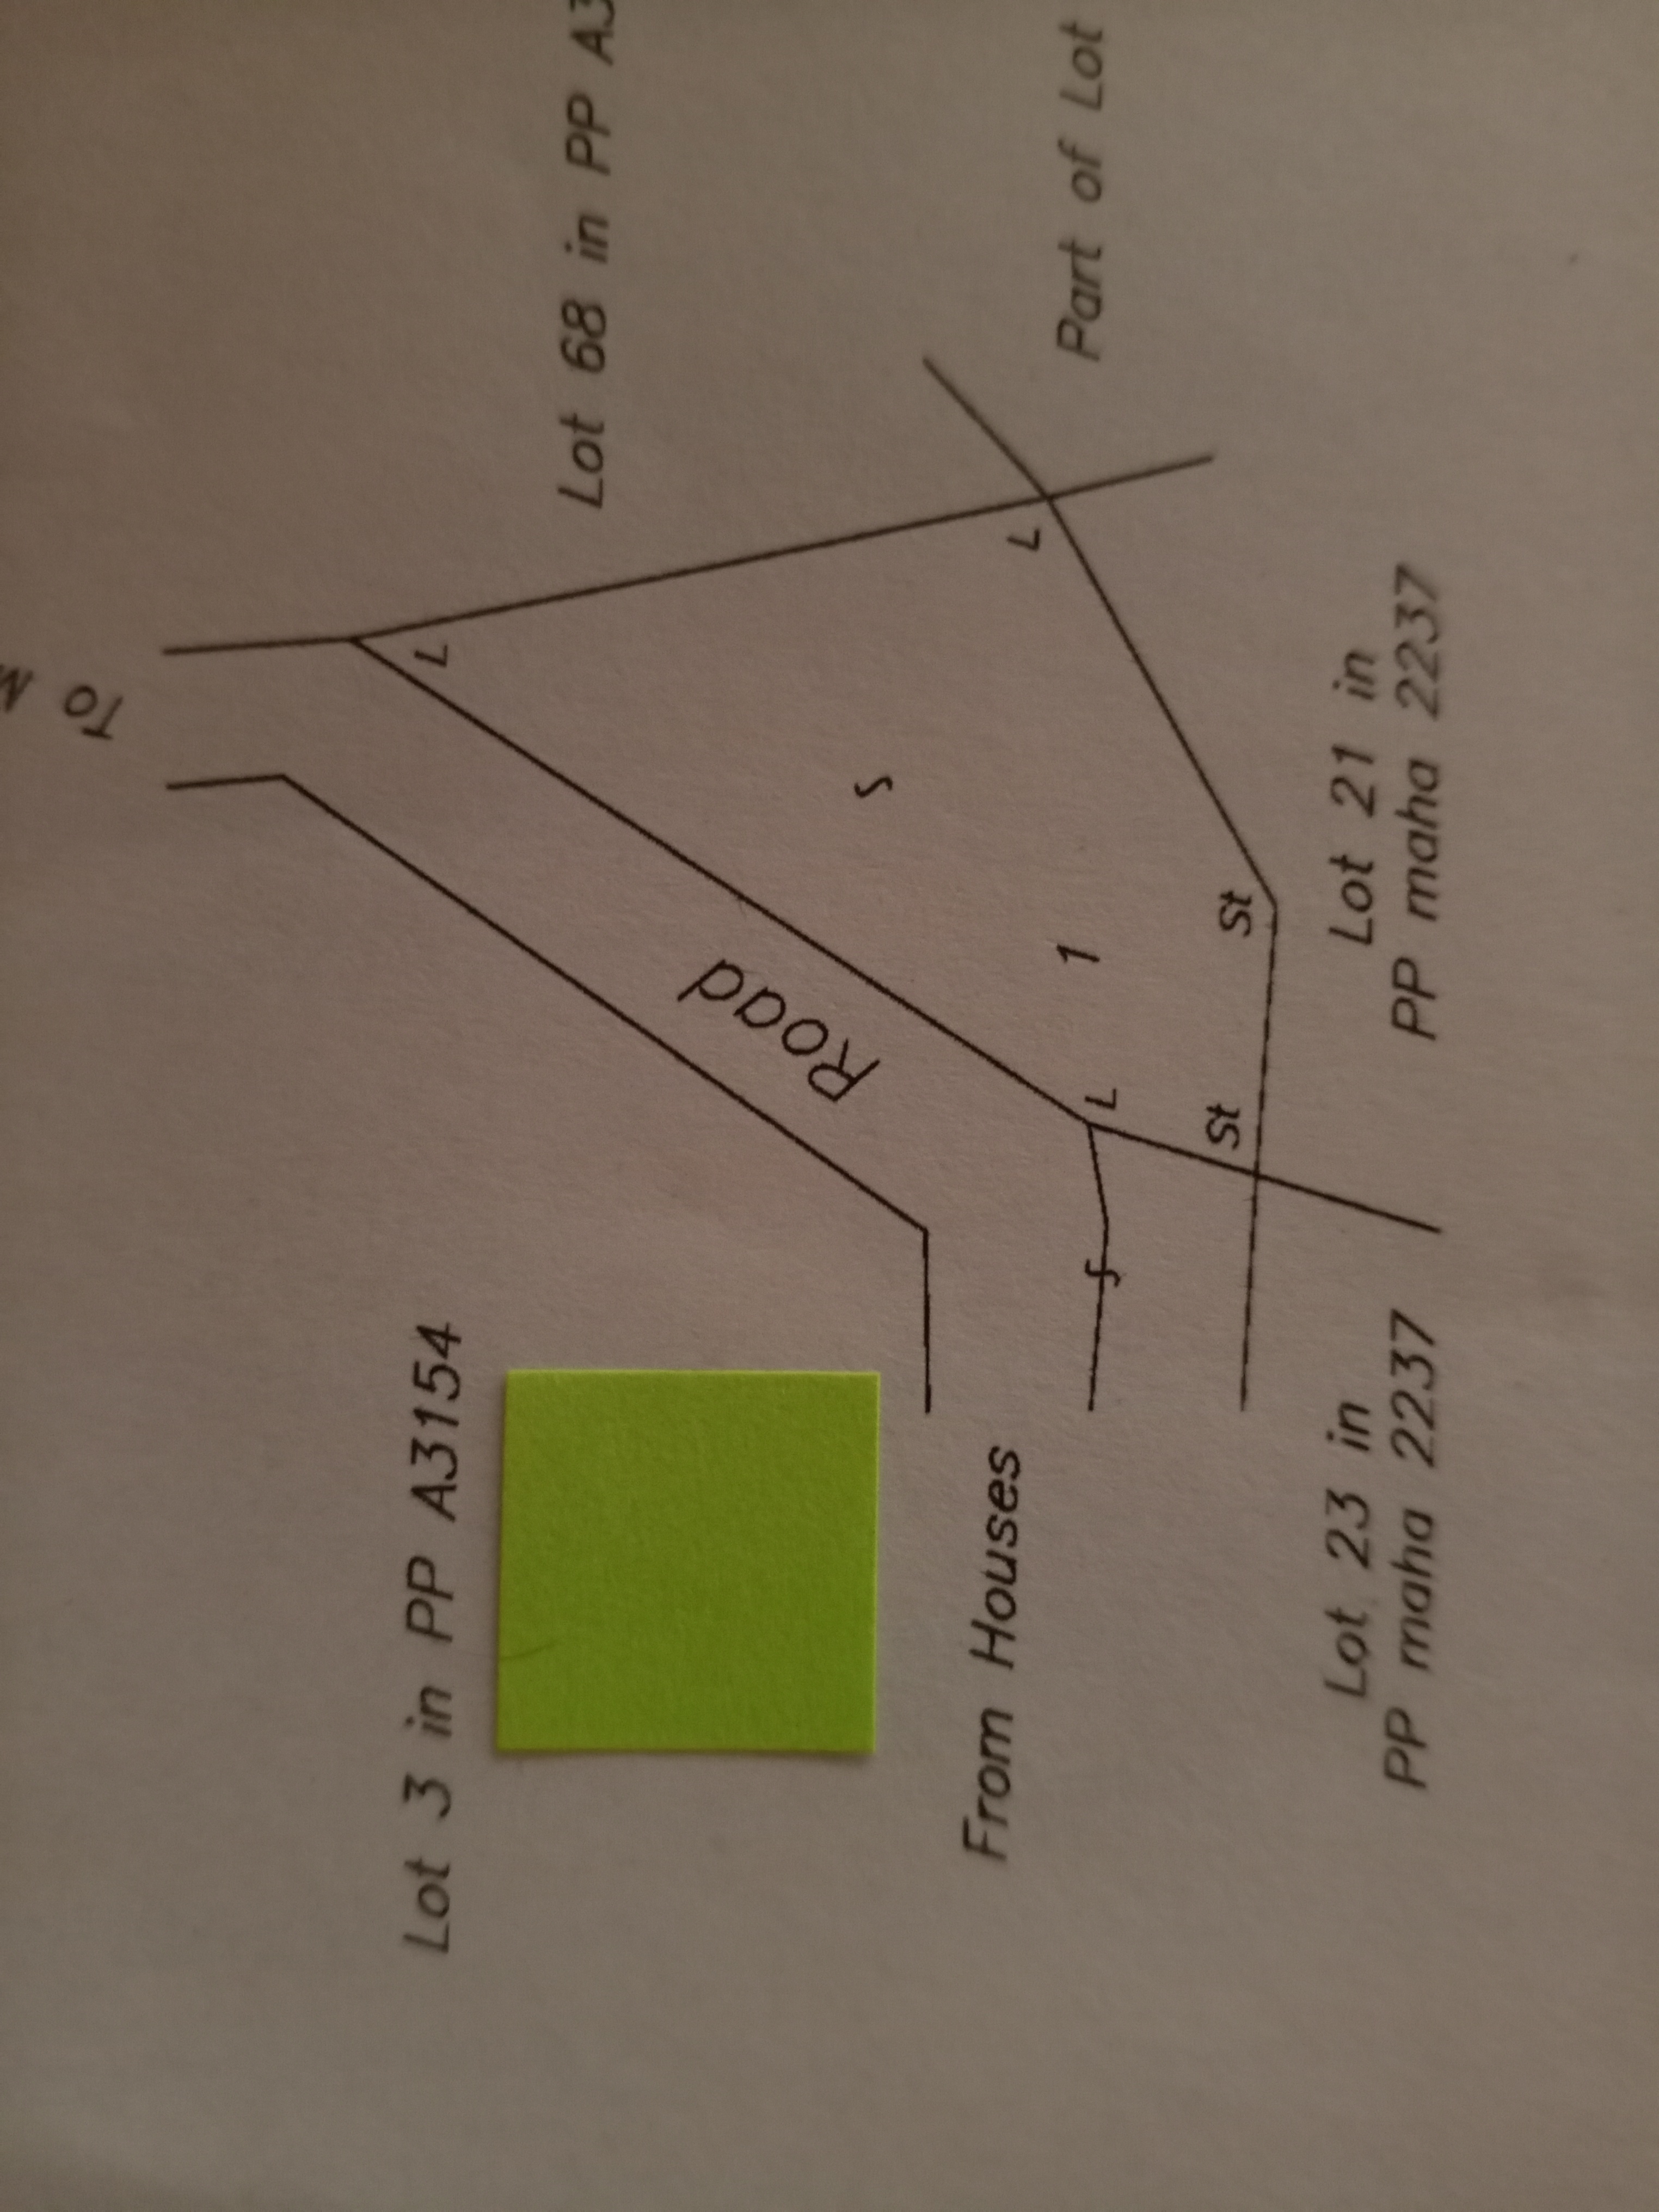 Lot 3 in PP A3154
To
Lot 68 in PP A3
L
Road
S
L
1
L
From Houses
f
St
St
Part of Lot
Lot 23 in
PP maha 2237
Lot 21 in
PP maha 2237